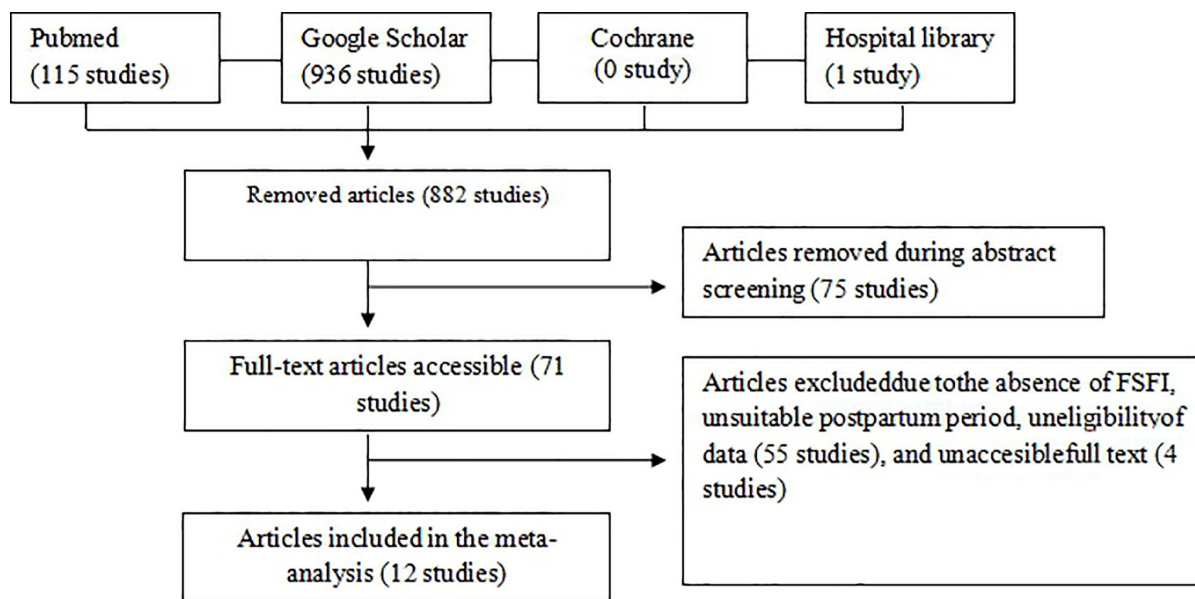 Pubmed
(115 studies)
Google Scholar
(936 studies)
Cochrane
(0 study)
Hospital library
(1 study)
Removed articles (882 studies)
Articles removed during abstract
screening (75 studies)
Full-text articles accessible (71
studies)
Articles excludeddue tothe absence of FSFI,
unsuitable postpartum period, uneligibilityof
data (55 studies), and unaccesiblefull text (4
studies)
Articles included in the meta-
analysis (12 studies)